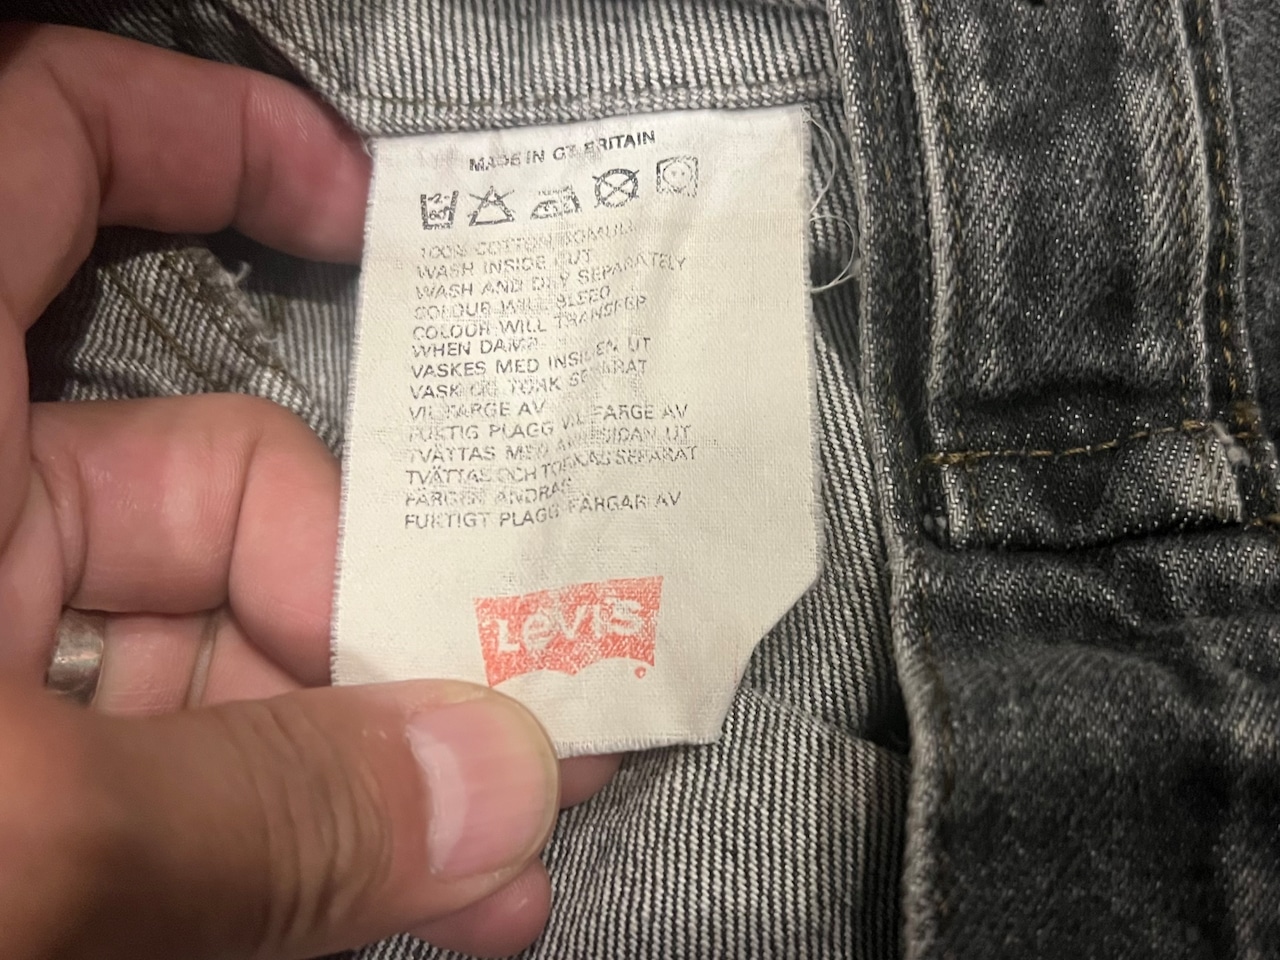 MADE IN GT. BRITAIN
100% COTTON BOMULL
WASH INSIDE OUT
WASH AND DRY SEPARATELY
COLOUR WILL BLEED
COLOUR WILL TRANSFER
WHEN DAMP
VASKES MED INSIDEN UT
VASK OG TØRK SEPARAT
VIL FARGE AV
FUKTIG PLAGG VIL FARGE AV
TVÄTTAS MED AVIGSIDAN UT
TVÄTTAS OCH TORKAS SEPARAT
FÄRGEN ÄNDRAS
FUKTIGT PLAGG FÄRGAR AV
LEVI'S